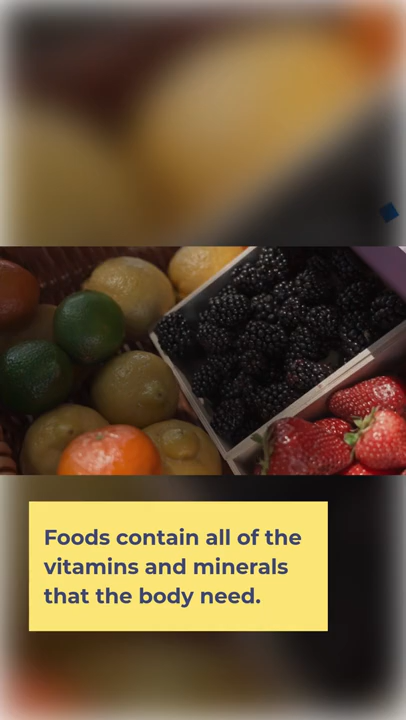 Foods contain all of the
vitamins and minerals
that the body need.